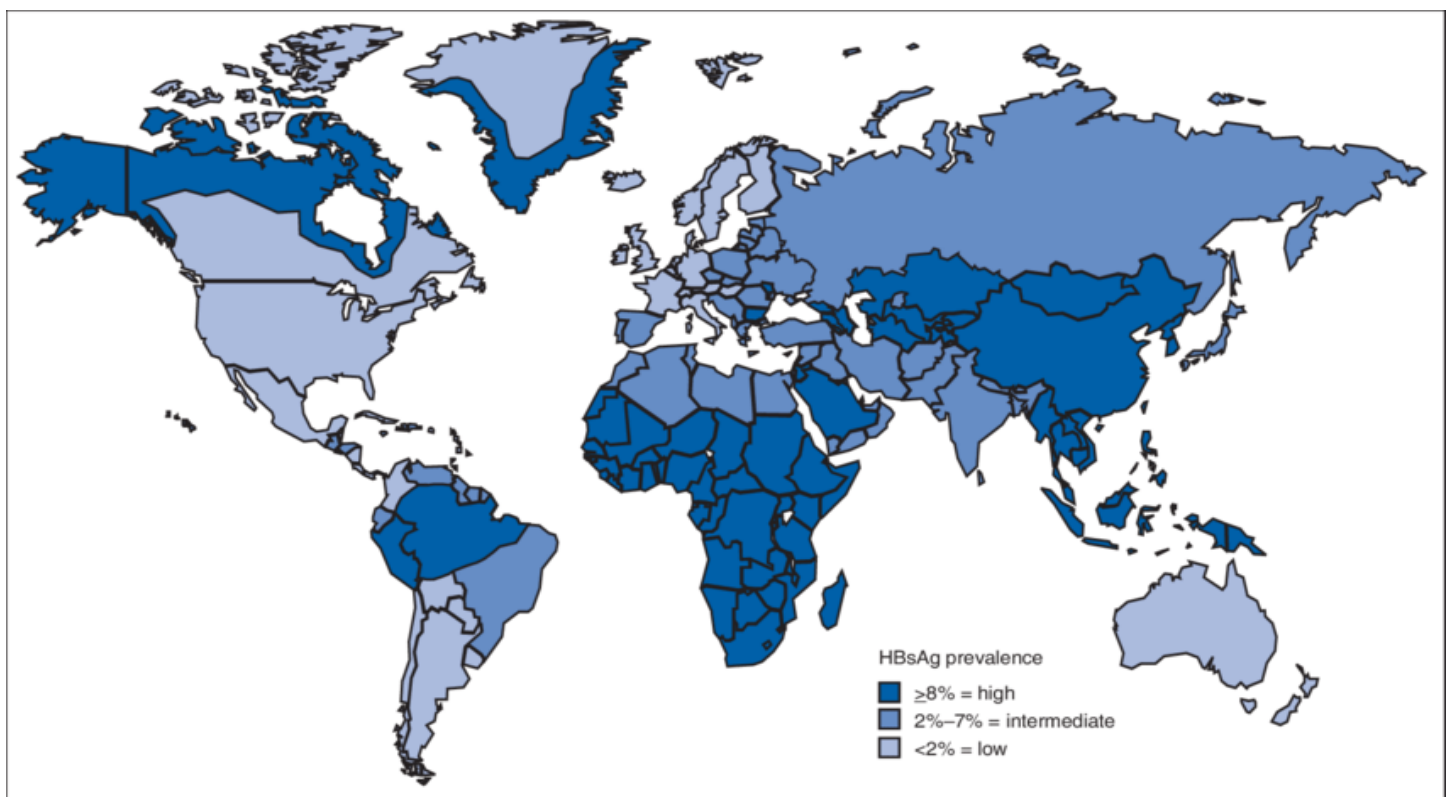 HBsAg prevalence
≥8% = high
2%–7% = intermediate
<2% = low